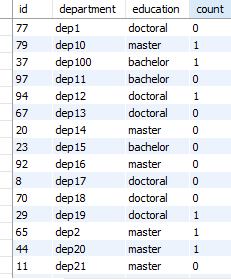 id department education count
77 dep1 doctoral 0
79 dep10 master 1
37 dep100 bachelor 1
97 dep11 bachelor 0
94 dep12 doctoral 1
67 dep13 doctoral 0
20 dep14 master 0
23 dep15 bachelor 0
92 dep16 master 0
8 dep17 doctoral 0
70 dep18 doctoral 0
29 dep19 doctoral 1
65 dep2 master 1
44 dep20 master 1
11 dep21 master 0